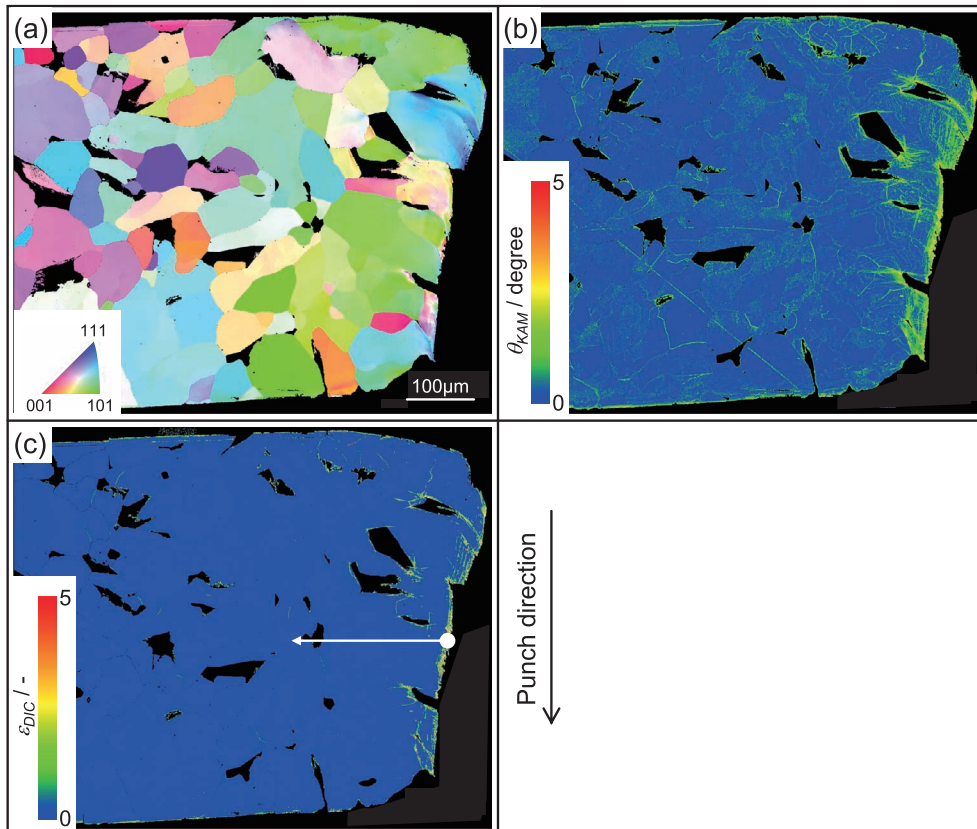 (a)
111
001 101
100μm
(b)
5
θKAM / degree
0
(c)
5
εDIC / -
0
Punch direction